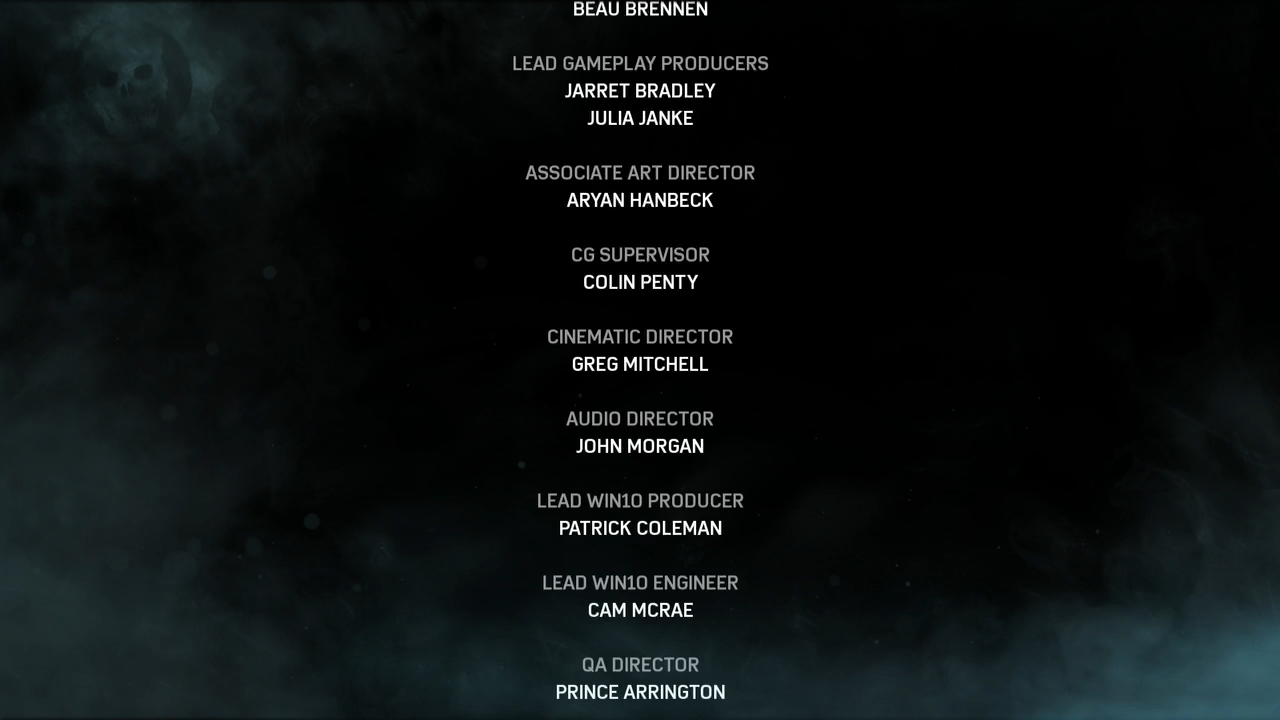 BEAU BRENNEN
LEAD GAMEPLAY PRODUCERS
JARRET BRADLEY
JULIA JANKE
ASSOCIATE ART DIRECTOR
ARYAN HANBECK
CG SUPERVISOR
COLIN PENTY
CINEMATIC DIRECTOR
GREG MITCHELL
AUDIO DIRECTOR
JOHN MORGAN
LEAD WIN10 PRODUCER
PATRICK COLEMAN
LEAD WIN10 ENGINEER
CAM MCRAE
QA DIRECTOR
PRINCE ARRINGTON